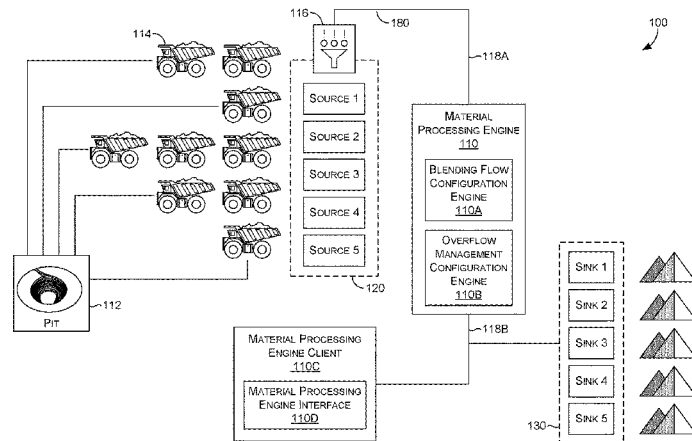 100
114
116
180
118A
SOURCE 1
SOURCE 2
SOURCE 3
SOURCE 4
SOURCE 5
120
MATERIAL
PROCESSING ENGINE
110
BLENDING FLOW
CONFIGURATION
ENGINE
110A
OVERFLOW
MANAGEMENT
CONFIGURATION
ENGINE
110B
118B
PIT
112
MATERIAL PROCESSING
ENGINE CLIENT
110C
MATERIAL PROCESSING
ENGINE INTERFACE
110D
SINK 1
SINK 2
SINK 3
SINK 4
SINK 5
130